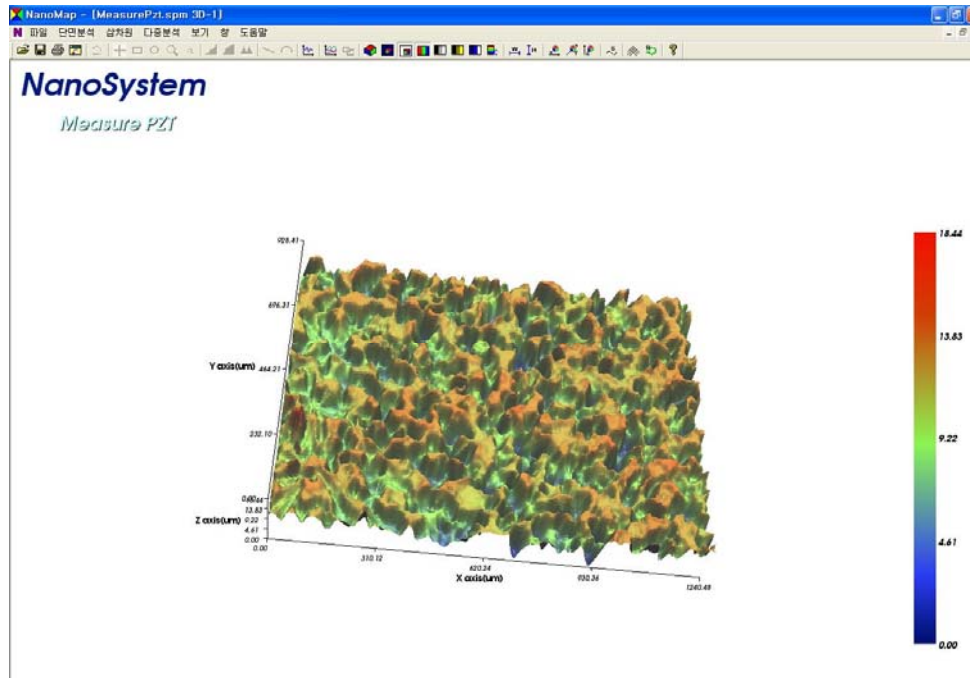 NanoMap - [MeasurePzt.spm 3D-1]
파일 단면분석 삼차원 다중분석 보기 창 도움말
NanoSystem
Measure PZT
928.41
696.31
Y axis(um) 464.21
232.10
0.00
13.83
Z axis(um)
4.61
0.00
0.00
310.12
620.24
X axis(um)
930.36
1240.48
18.44
13.83
9.22
4.61
0.00